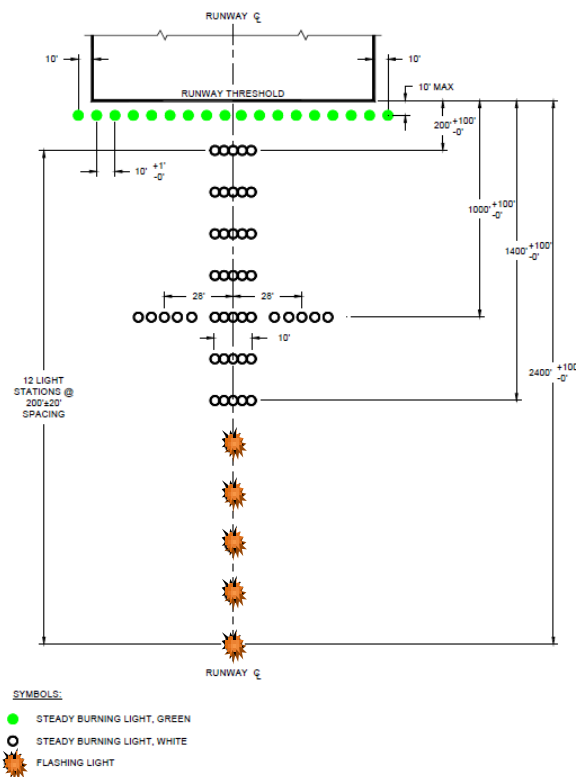 RUNWAY ℄
10'
10'
RUNWAY THRESHOLD
10' MAX
200' +100'
-0'
10' +1'
-0'
1000' +100'
-0'
1400' +100'
-0'
28'
28'
10'
12 LIGHT
STATIONS @
200'±20'
SPACING
2400' +100'
-0'
RUNWAY ℄
SYMBOLS:
STEADY BURNING LIGHT, GREEN
STEADY BURNING LIGHT, WHITE
FLASHING LIGHT